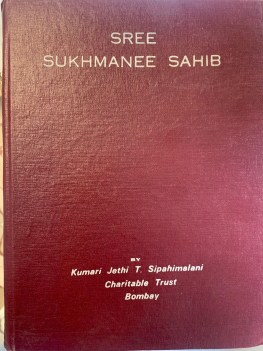 SREE
SUKHMANEE SAHIB
BY
Kumari Jethi T. Sipahimalani
Charitable Trust
Bombay